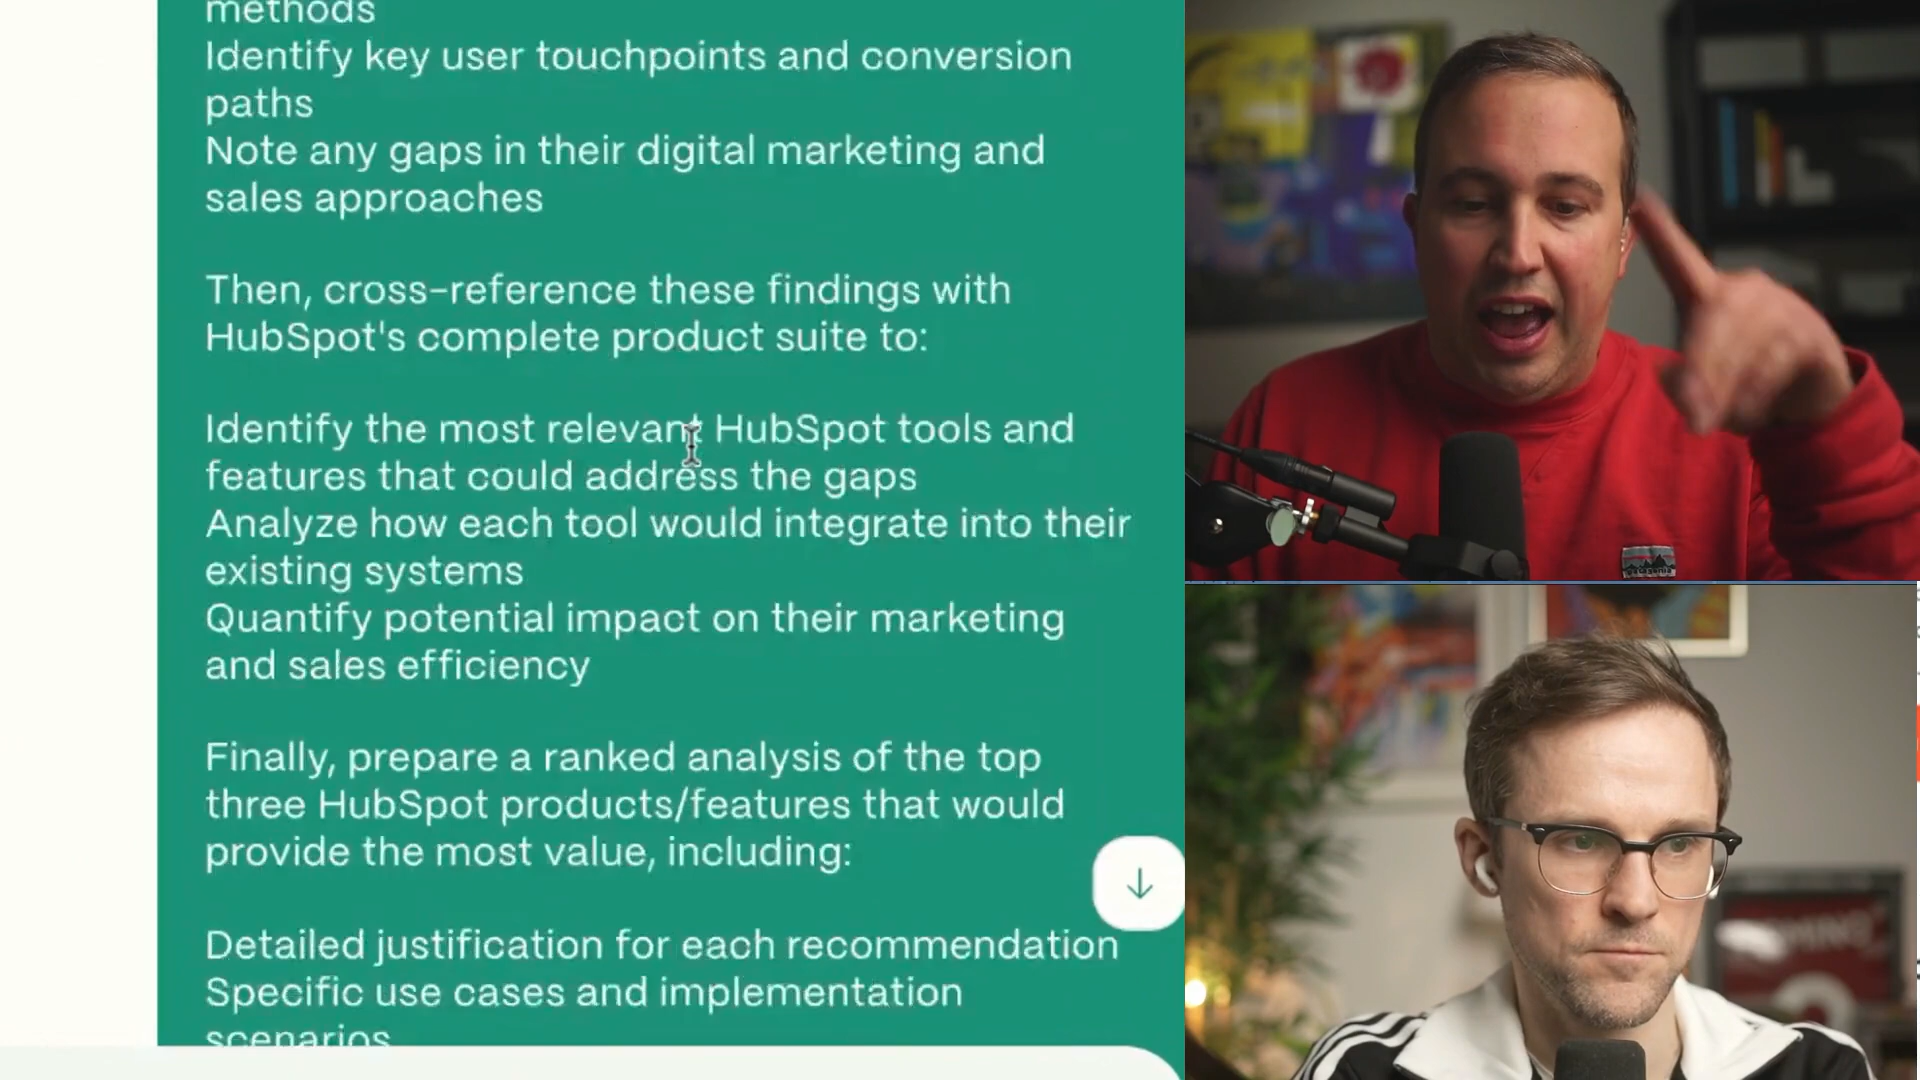 methods
Identify key user touchpoints and conversion
paths
Note any gaps in their digital marketing and
sales approaches
Then, cross-reference these findings with
HubSpot's complete product suite to:
Identify the most relevant HubSpot tools and
features that could address the gaps
Analyze how each tool would integrate into their
existing systems
Quantify potential impact on their marketing
and sales efficiency
Finally, prepare a ranked analysis of the top
three HubSpot products/features that would
provide the most value, including:
Detailed justification for each recommendation
Specific use cases and implementation
scenarios